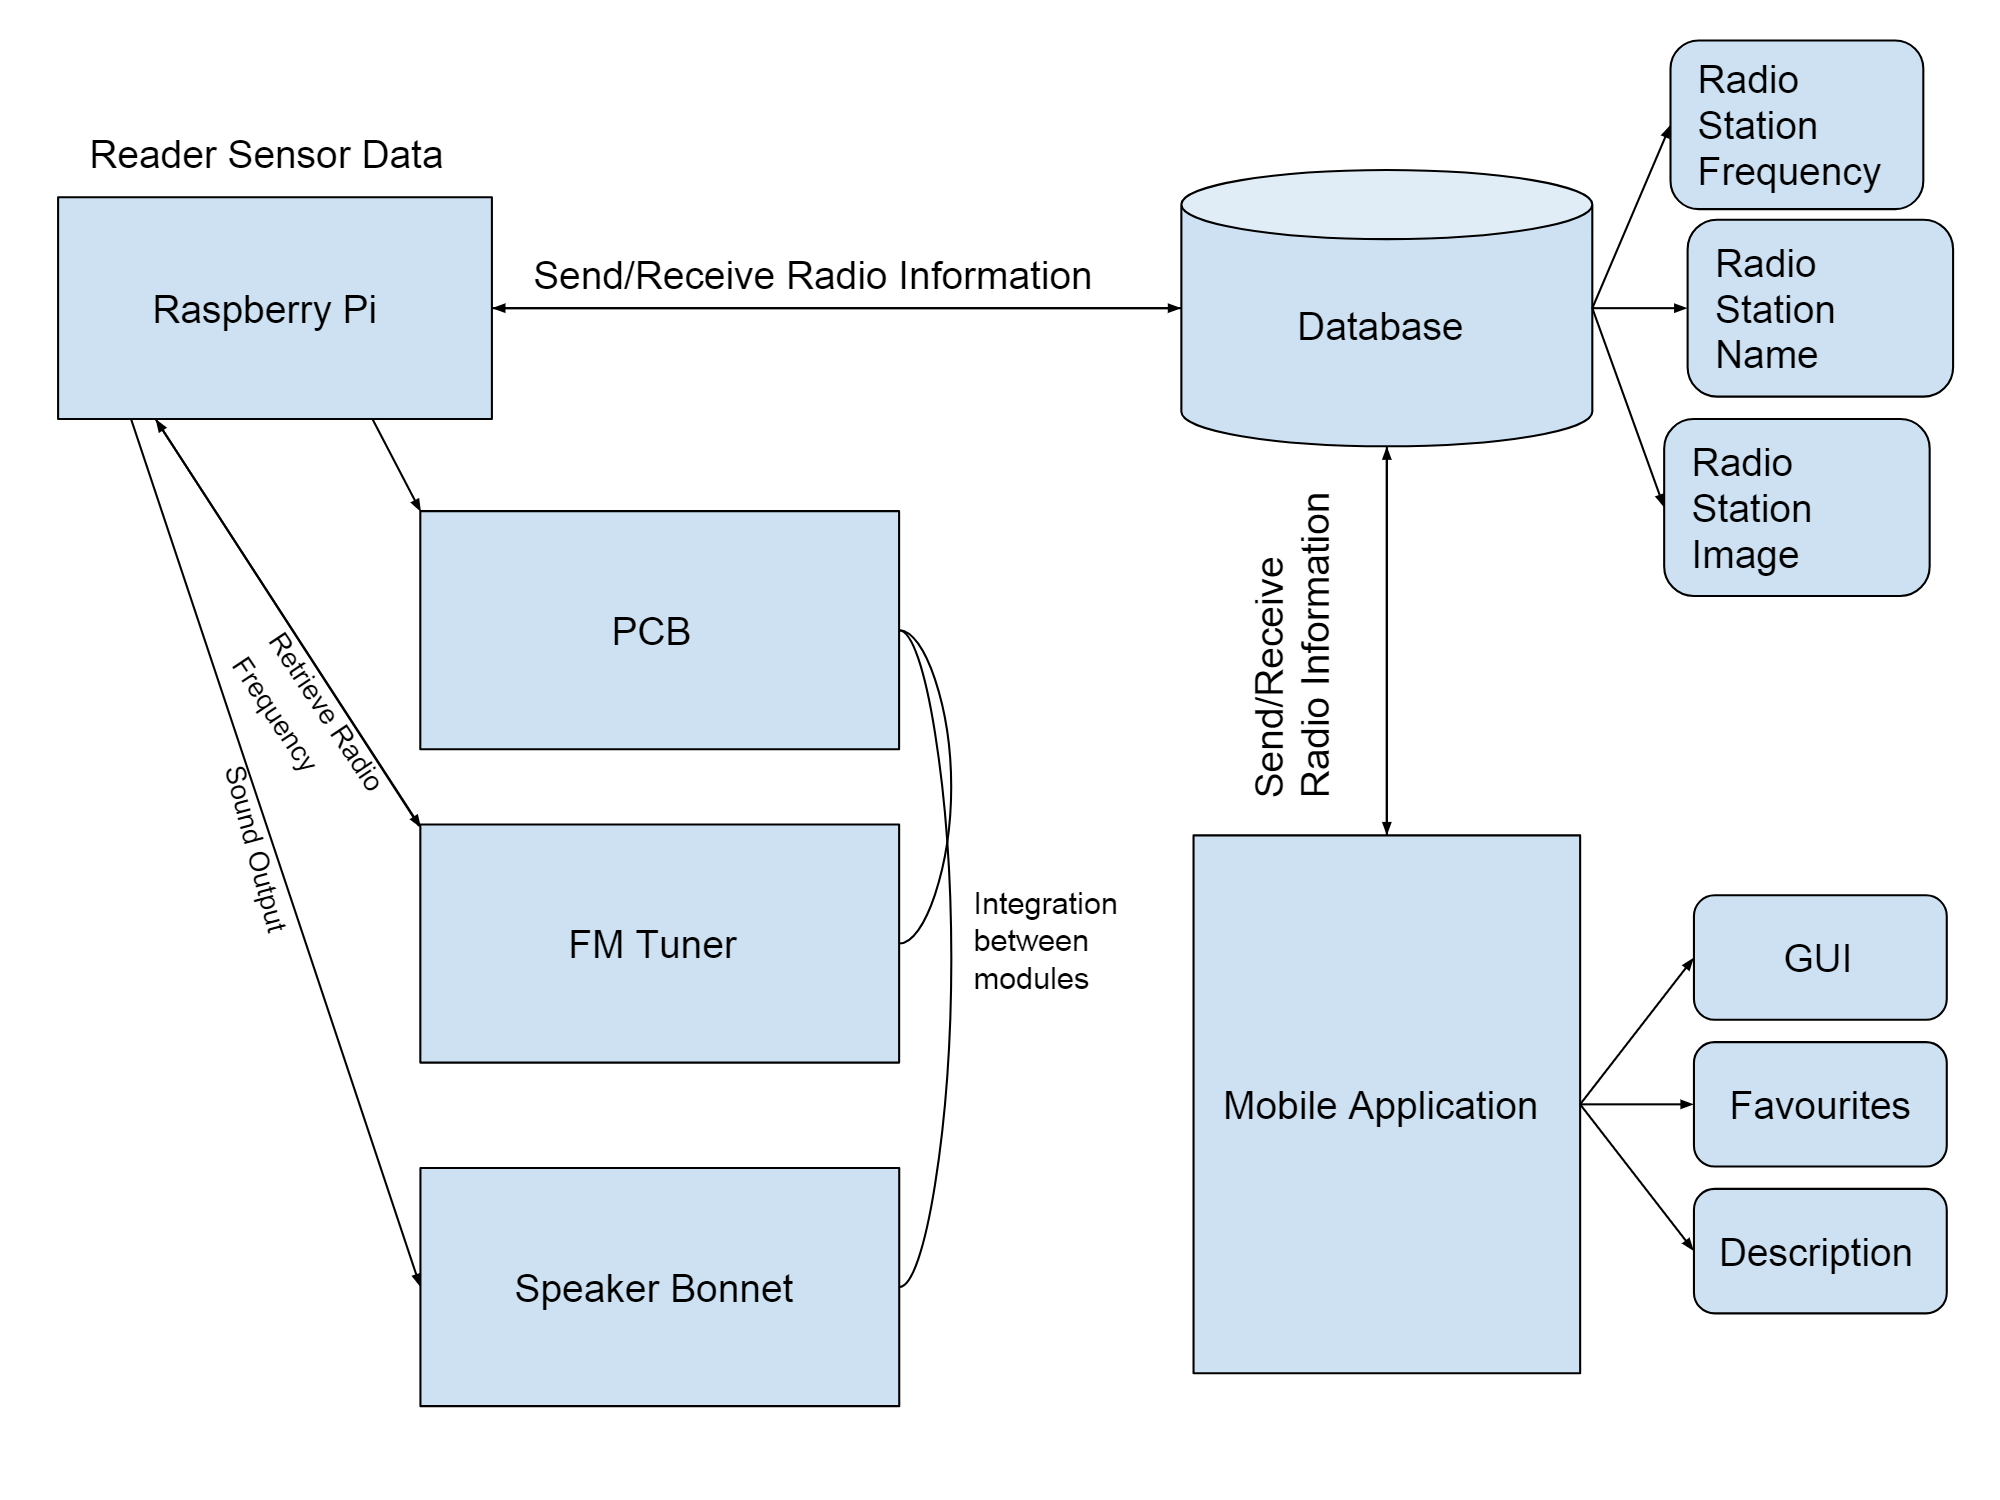 Reader Sensor Data
Raspberry Pi
Send/Receive Radio Information
Database
Radio
Station
Frequency
Radio
Station
Name
Radio
Station
Image
Send/Receive
Radio Information
PCB
Retrieve Radio
Frequency
Sound Output
FM Tuner
Integration
between
modules
Speaker Bonnet
Mobile Application
GUI
Favourites
Description